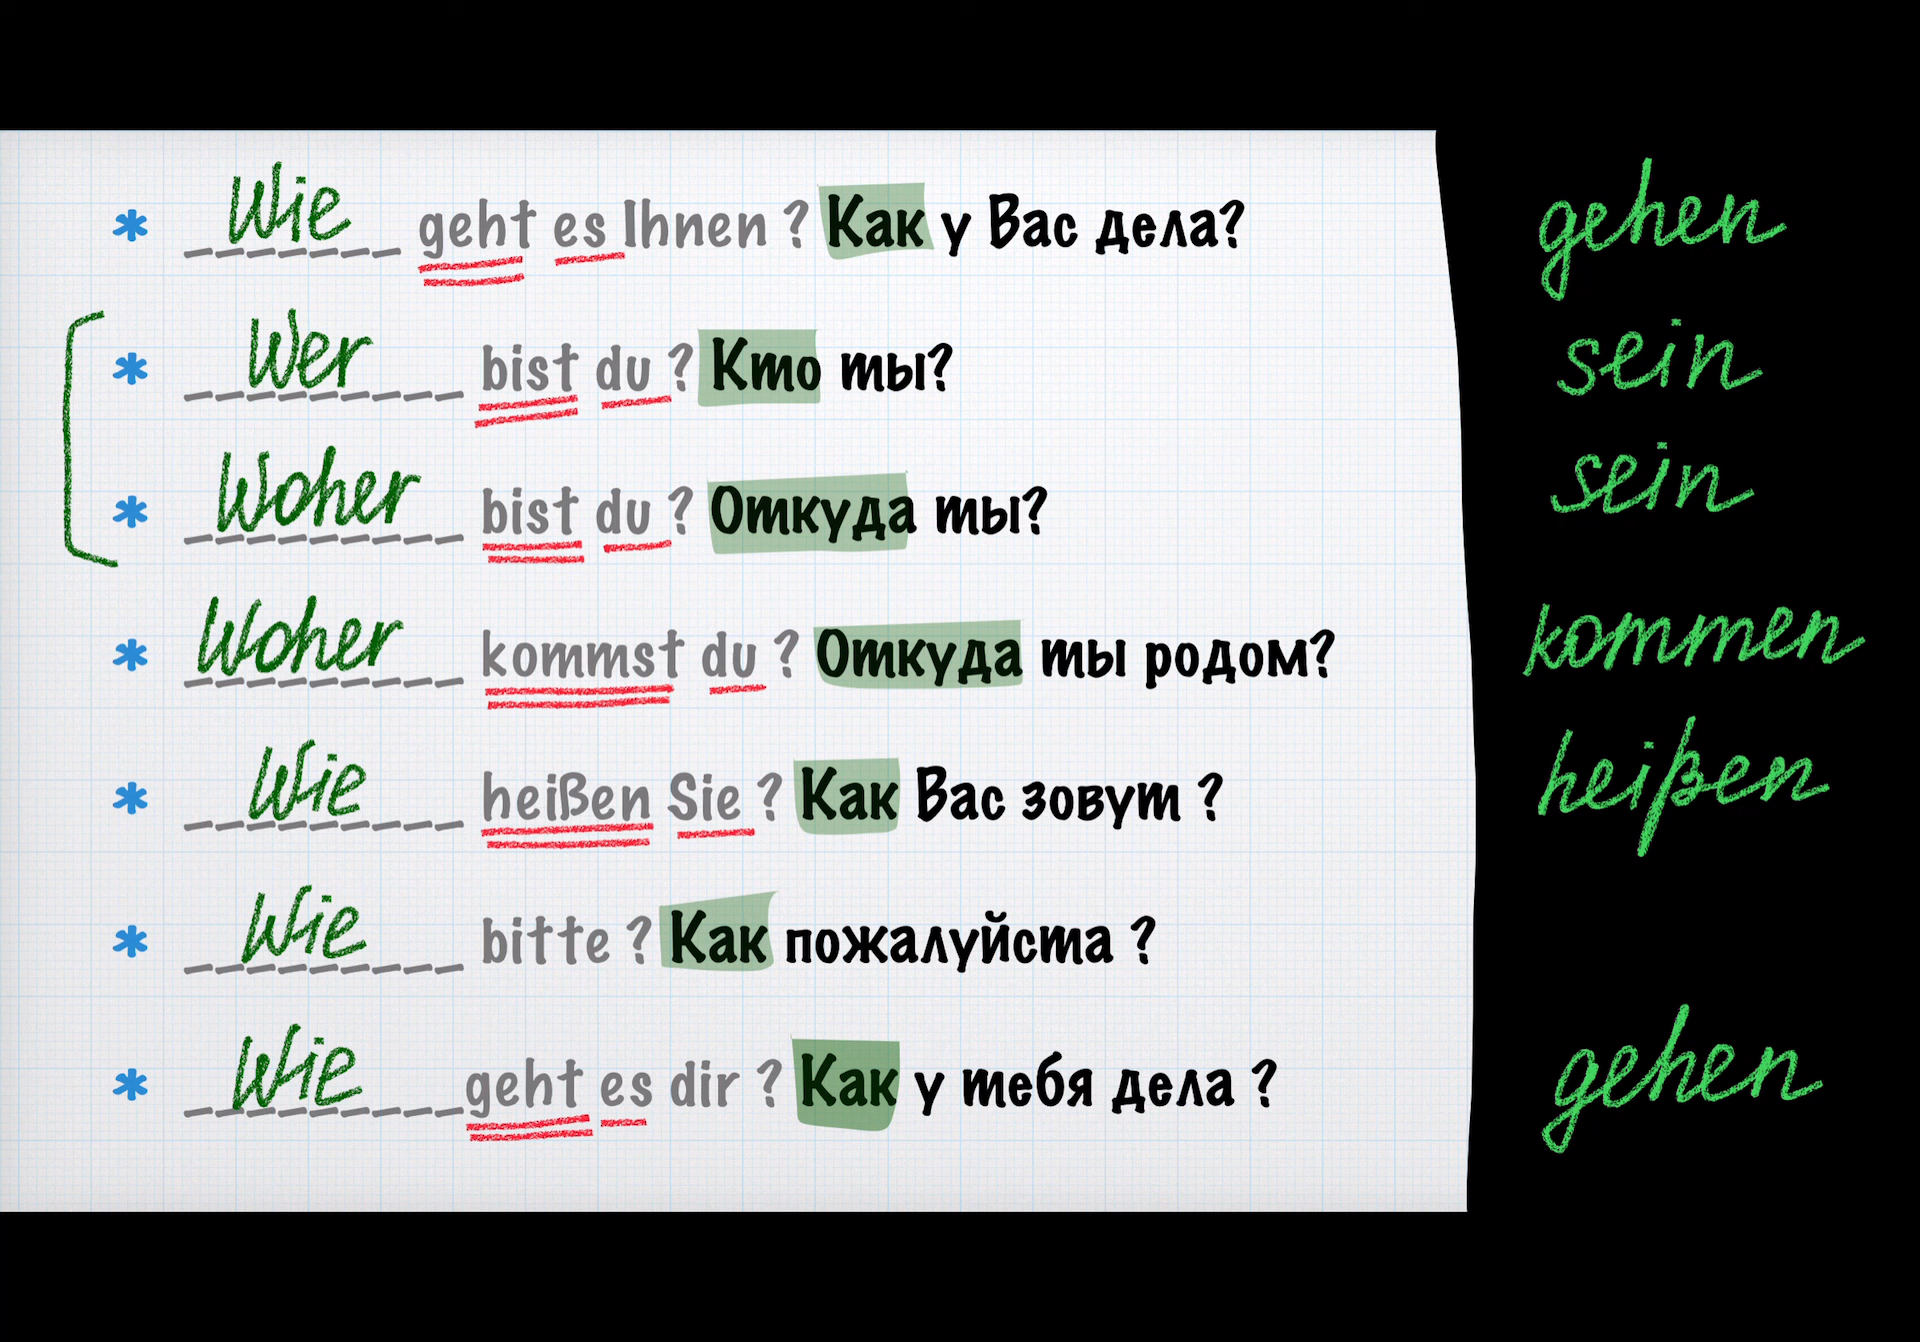 * Wie geht es Ihnen ? Как у Вас дела? gehen
* Wer bist du ? Кто ты? sein
* Woher bist du ? Откуда ты? sein
* Woher kommst du ? Откуда ты родом? kommen
* Wie heißen Sie ? Как Вас зовут ? heißen
* Wie bitte ? Как пожалуйста ?
* Wie geht es dir ? Как у тебя дела ? gehen